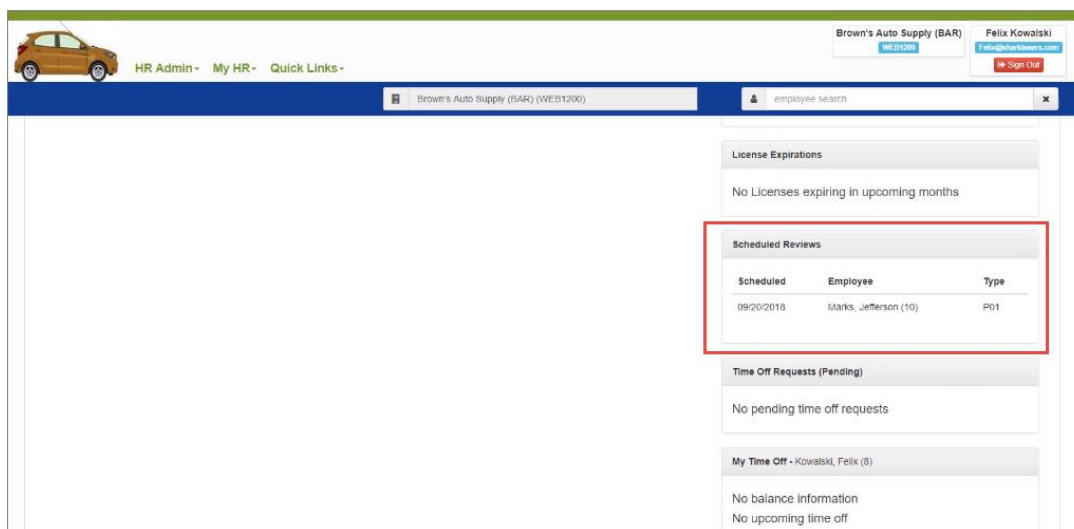 Brown's Auto Supply (BAR)
WEB1200
Felix Kowalski
Felix@sharklasers.com
Sign Out
HR Admin My HR Quick Links
Brown's Auto Supply (BAR) (WEB1200)
employee search
License Expirations
No Licenses expiring in upcoming months
Scheduled Reviews
Scheduled Employee Type
09/20/2018 Marks, Jefferson (10) P01
Time Off Requests (Pending)
No pending time off requests
My Time Off - Kowalski, Felix (8)
No balance information
No upcoming time off